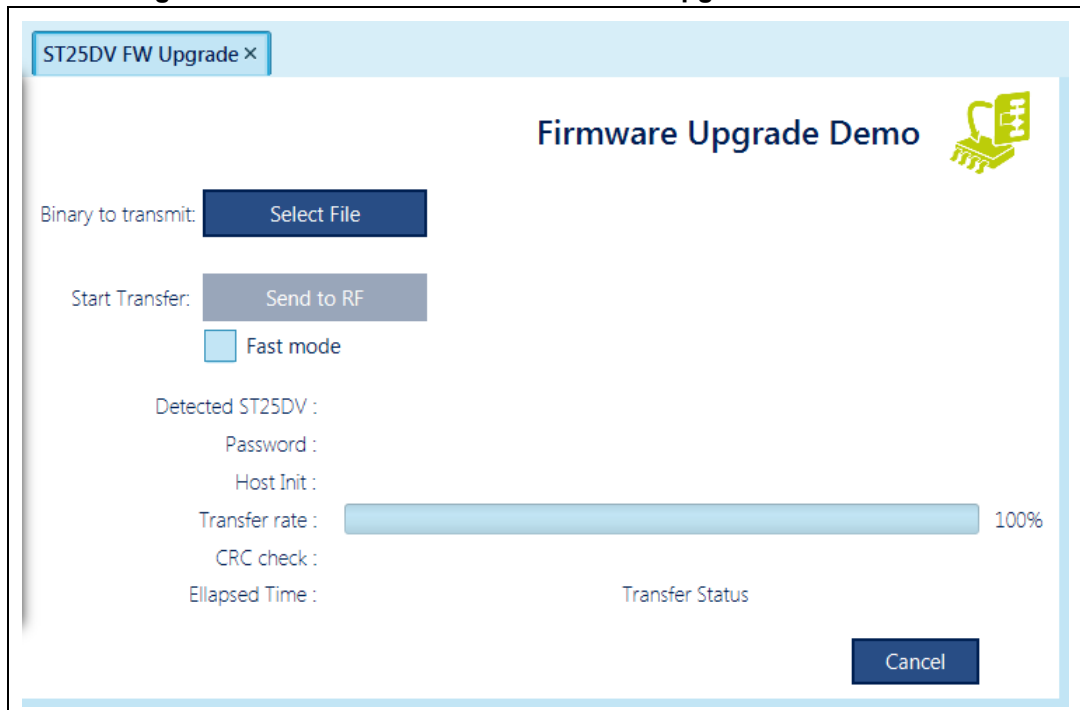 ST25DV FW Upgrade ×
Firmware Upgrade Demo
Binary to transmit: Select File
Start Transfer: Send to RF
Fast mode
Detected ST25DV :
Password :
Host Init :
Transfer rate : 100%
CRC check :
Ellapsed Time : Transfer Status
Cancel